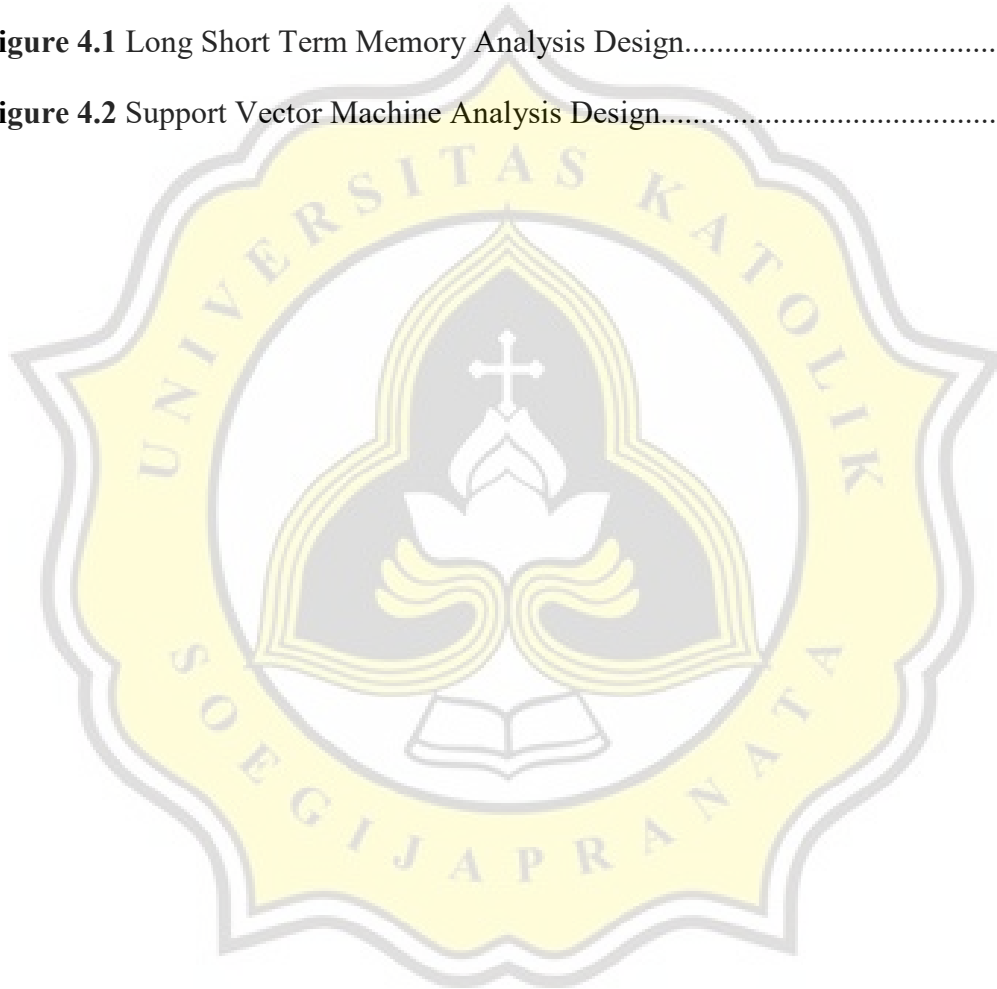 igure 4.1 Long Short Term Memory Analysis Design..................................
igure 4.2 Support Vector Machine Analysis Design....................................
UNIVERSITAS KATOLIK
SOEGIJAPRANATA